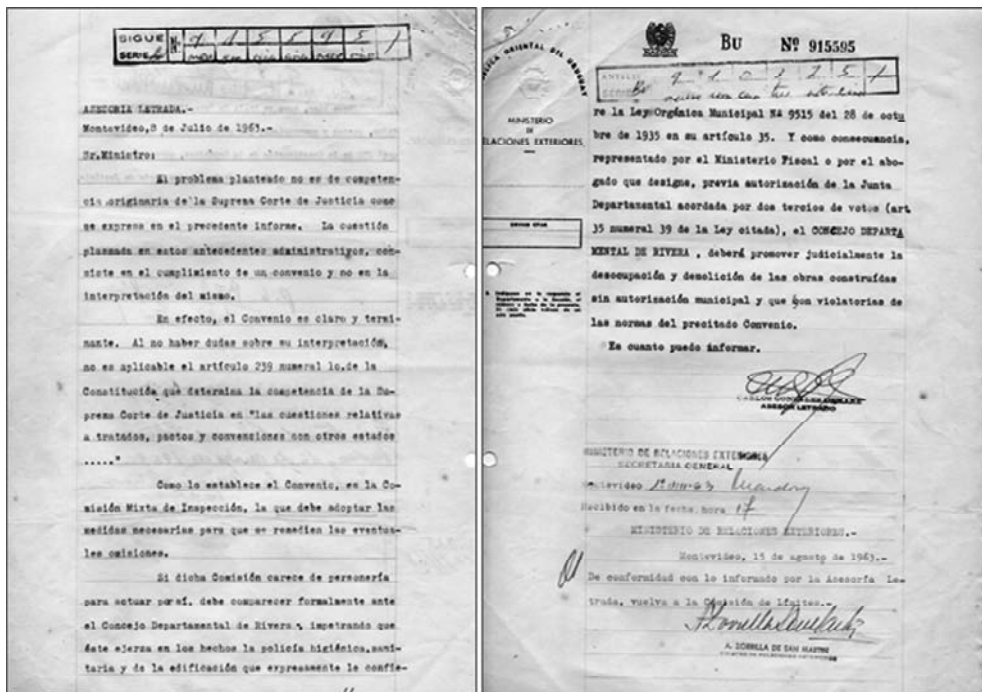 SIGUE
SERIE
Nº
ASESORIA LETRADA.-
Montevideo, 8 de Julio de 1963.-
Sr.Ministro:
El problema planteado no es de competen-
cia originaria de la Suprema Corte de Justicia como
se expresa en el precedente informe. La cuestión
plasmada en estos antecedentes administrativos, con-
siste en el cumplimiento de un convenio y no en la
interpretación del mismo.
En efecto, el Convenio es claro y termi-
nante. Al no haber dudas sobre su interpretación,
no es aplicable el artículo 239 numeral 1o.de la
Constitución que determina la competencia de la Su-
prema Corte de Justicia en "las cuestiones relativas
a tratados, pactos y convenciones con otros estados
....."
Como lo establece el Convenio, en la Co-
misión Mixta de Inspección, la que debe adoptar las
medidas necesarias para que se remedien las eventua-
les omisiones.
Si dicha Comisión carece de personería
para actuar por sí, debe comparecer formalmente ante
el Concejo Departamental de Rivera, impetrando que
éste ejerza en los hechos la policía higiénica, sani-
taria y de la edificación que expresamente le confie-
ORIENTAL DEL URUGUAY
MINISTERIO
DE
RELACIONES EXTERIORES
BU Nº 915595
re la Ley Orgánica Municipal Nº 9515 del 28 de octu
bre de 1935 en su artículo 35. Y como consecuencia,
representado por el Ministerio Fiscal o por el abo-
gado que designe, previa autorización de la Junta
Departamental acordada por dos tercios de votos (art.
35 numeral 39 de la Ley citada), el CONCEJO DEPARTA
MENTAL DE RIVERA, deberá promover judicialmente la
desocupación y demolición de las obras construídas
sin autorización municipal y que son violatorias de
las normas del precitado Convenio.
Es cuanto puedo informar.
CARLOS
ASESOR LETRADO
MINISTERIO DE RELACIONES EXTERIORES
SECRETARIA GENERAL
Montevideo
Recibido en la fecha, hora 17
MINISTERIO DE RELACIONES EXTERIORES.-
Montevideo, 15 de agosto de 1963.-
De conformidad con lo informado por la Asesoría Le-
trada, vuelva a la Comisión de Límites.-
A. ZORRILLA DE SAN MARTIN